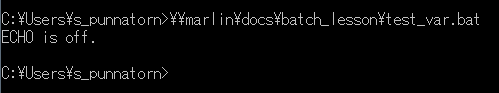 C:¥Users¥s_punnatorn>¥¥marlin¥docs¥batch_lesson¥test_var.bat
ECHO is off.
C:¥Users¥s_punnatorn>